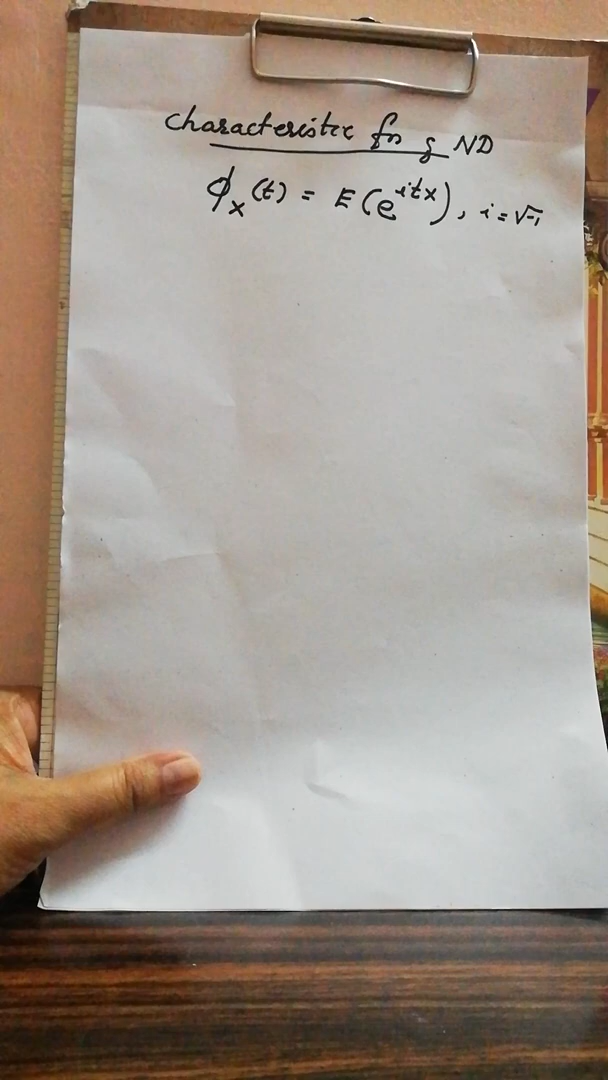 characteristic fn of ND
ϕₓ(t) = E(e^{itx}), i = √-1